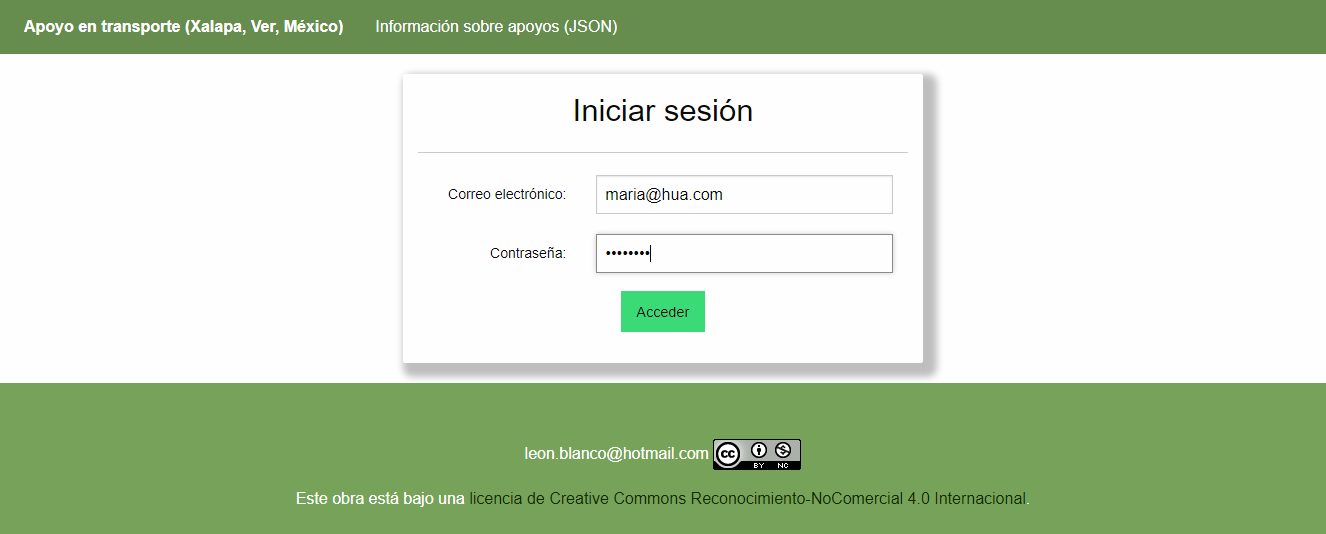 Apoyo en transporte (Xalapa, Ver, México) Información sobre apoyos (JSON)
Iniciar sesión
Correo electrónico: maria@hua.com
Contraseña: ••••••••
Acceder
leon.blanco@hotmail.com cc BY NC
Este obra está bajo una licencia de Creative Commons Reconocimiento-NoComercial 4.0 Internacional.